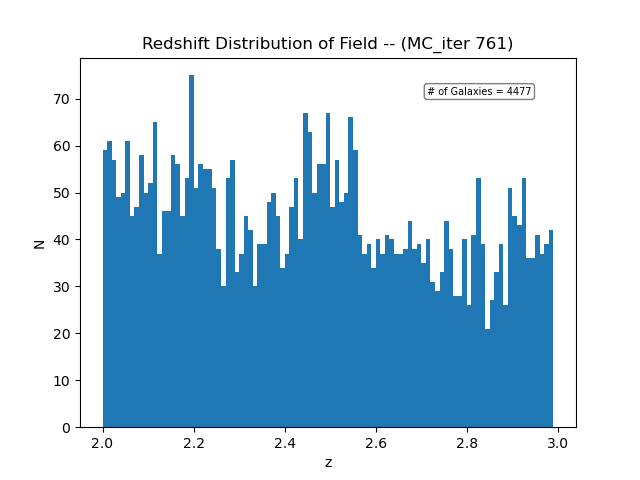 Redshift Distribution of Field -- (MC_iter 761)
# of Galaxies = 4477
70
60
50
40
30
20
10
0
N
2.0 2.2 2.4 2.6 2.8 3.0
z